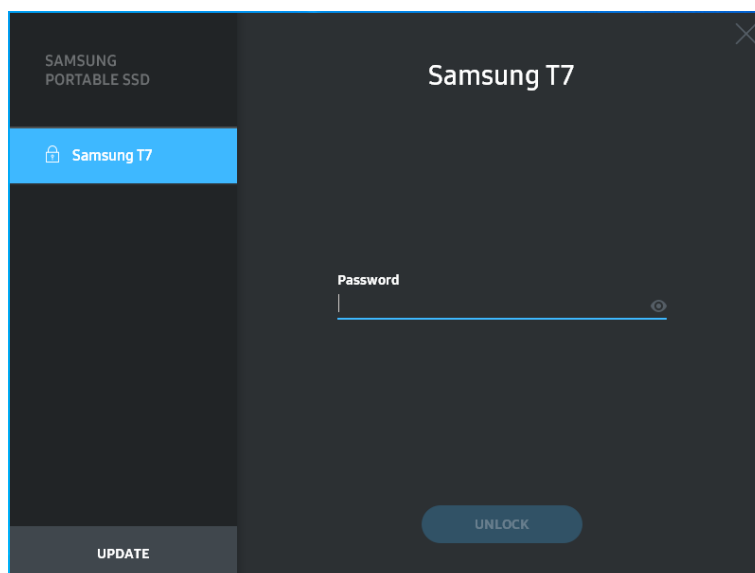 SAMSUNG
PORTABLE SSD
Samsung T7
UPDATE
Samsung T7
Password
UNLOCK